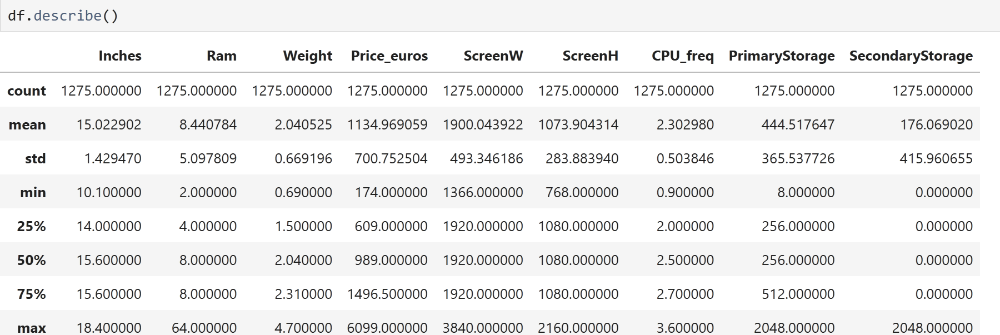 df.describe()
Inches Ram Weight Price_euros ScreenW ScreenH CPU_freq PrimaryStorage SecondaryStorage
count 1275.000000 1275.000000 1275.000000 1275.000000 1275.000000 1275.000000 1275.000000 1275.000000 1275.000000
mean 15.022902 8.440784 2.040525 1134.969059 1900.043922 1073.904314 2.302980 444.517647 176.069020
std 1.429470 5.097809 0.669196 700.752504 493.346186 283.883940 0.503846 365.537726 415.960655
min 10.100000 2.000000 0.690000 174.000000 1366.000000 768.000000 0.900000 8.000000 0.000000
25% 14.000000 4.000000 1.500000 609.000000 1920.000000 1080.000000 2.000000 256.000000 0.000000
50% 15.600000 8.000000 2.040000 989.000000 1920.000000 1080.000000 2.500000 256.000000 0.000000
75% 15.600000 8.000000 2.310000 1496.500000 1920.000000 1080.000000 2.700000 512.000000 0.000000
max 18.400000 64.000000 4.700000 6099.000000 3840.000000 2160.000000 3.600000 2048.000000 2048.000000